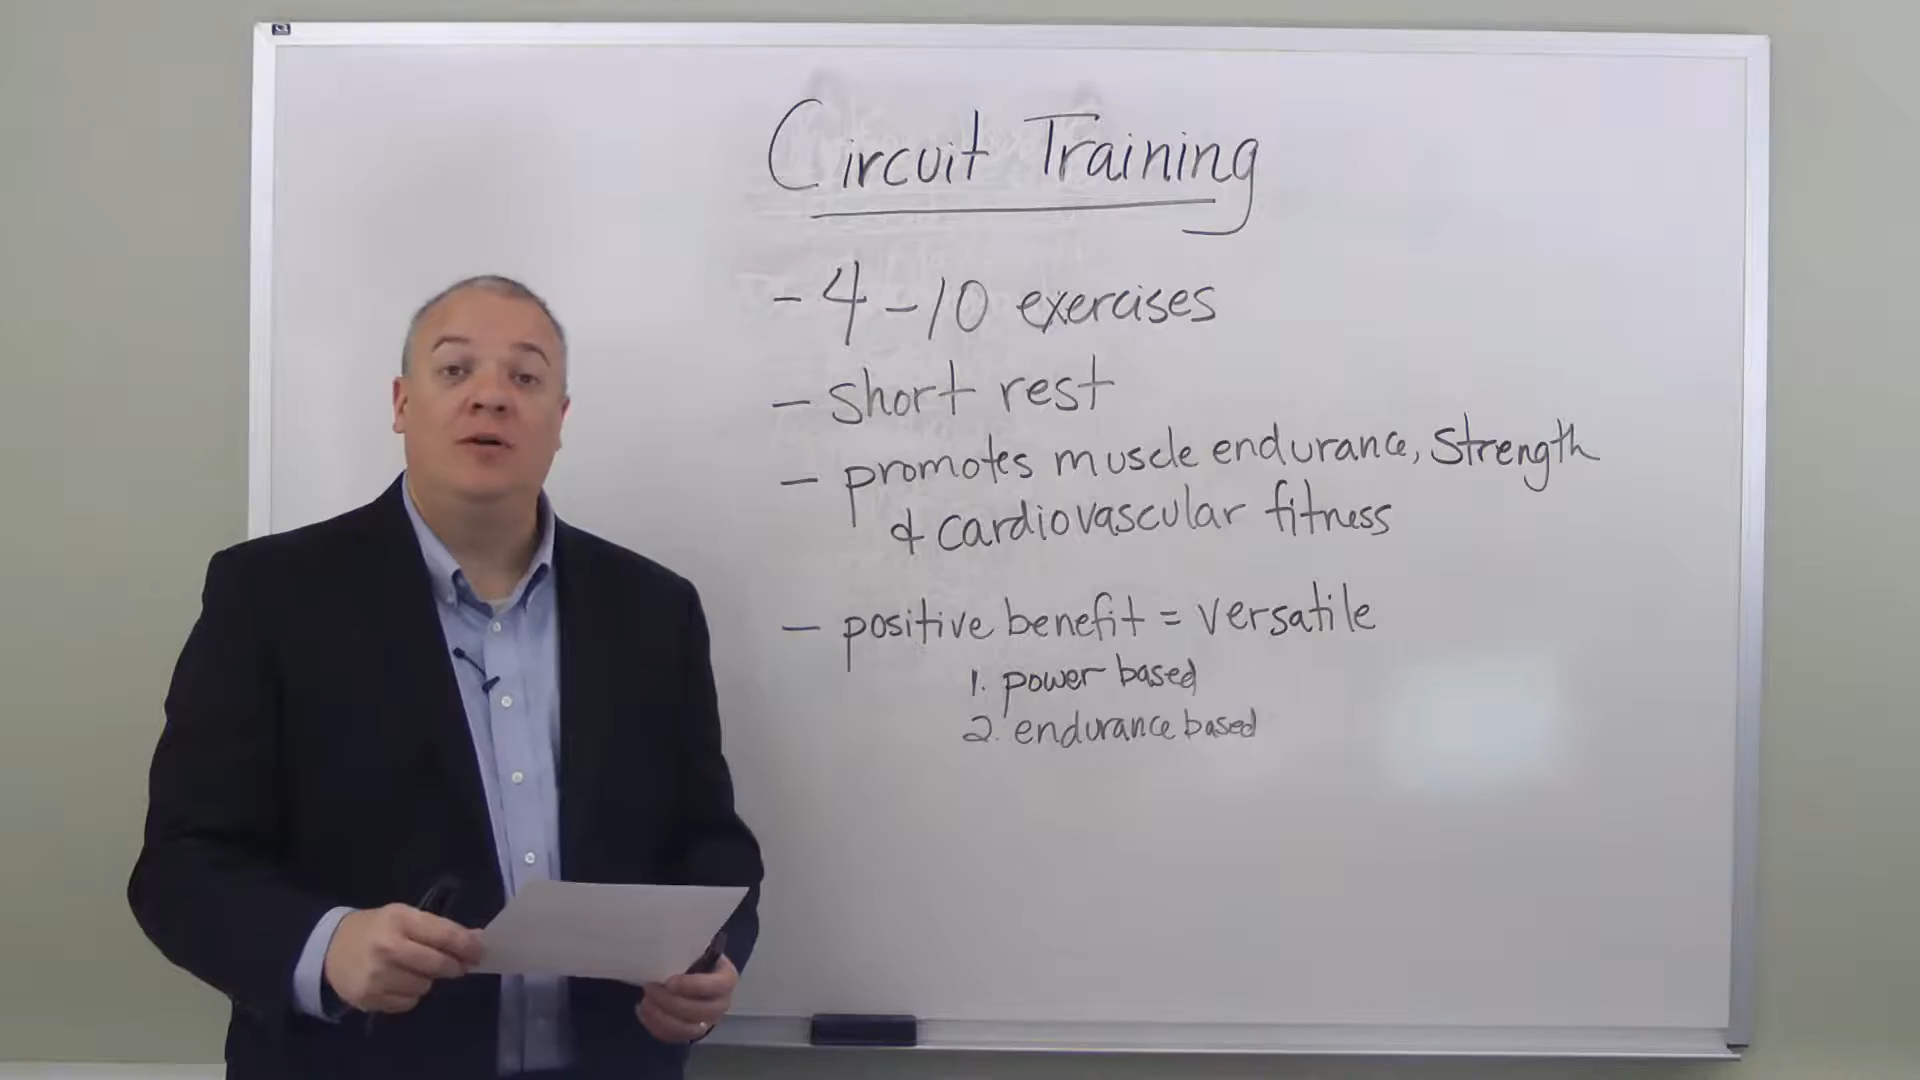 Circuit Training
- 4-10 exercises
- short rest
- promotes muscle endurance, strength
& cardiovascular fitness
- positive benefit = versatile
1. power based
2. endurance based